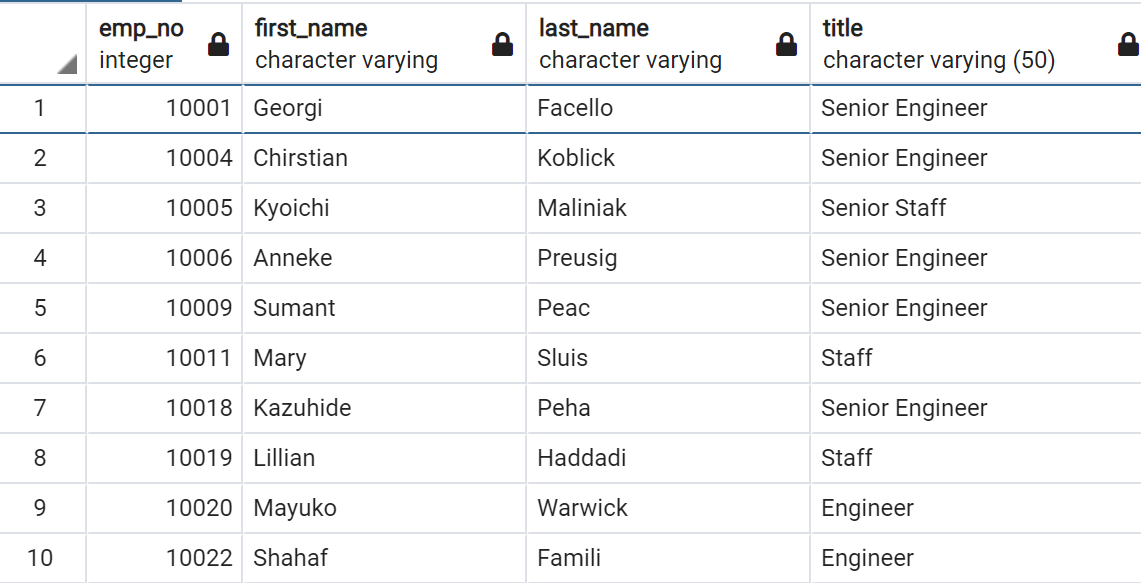 emp_no first_name last_name title
integer character varying character varying character varying (50)
1 10001 Georgi Facello Senior Engineer
2 10004 Chirstian Koblick Senior Engineer
3 10005 Kyoichi Maliniak Senior Staff
4 10006 Anneke Preusig Senior Engineer
5 10009 Sumant Peac Senior Engineer
6 10011 Mary Sluis Staff
7 10018 Kazuhide Peha Senior Engineer
8 10019 Lillian Haddadi Staff
9 10020 Mayuko Warwick Engineer
10 10022 Shahaf Famili Engineer